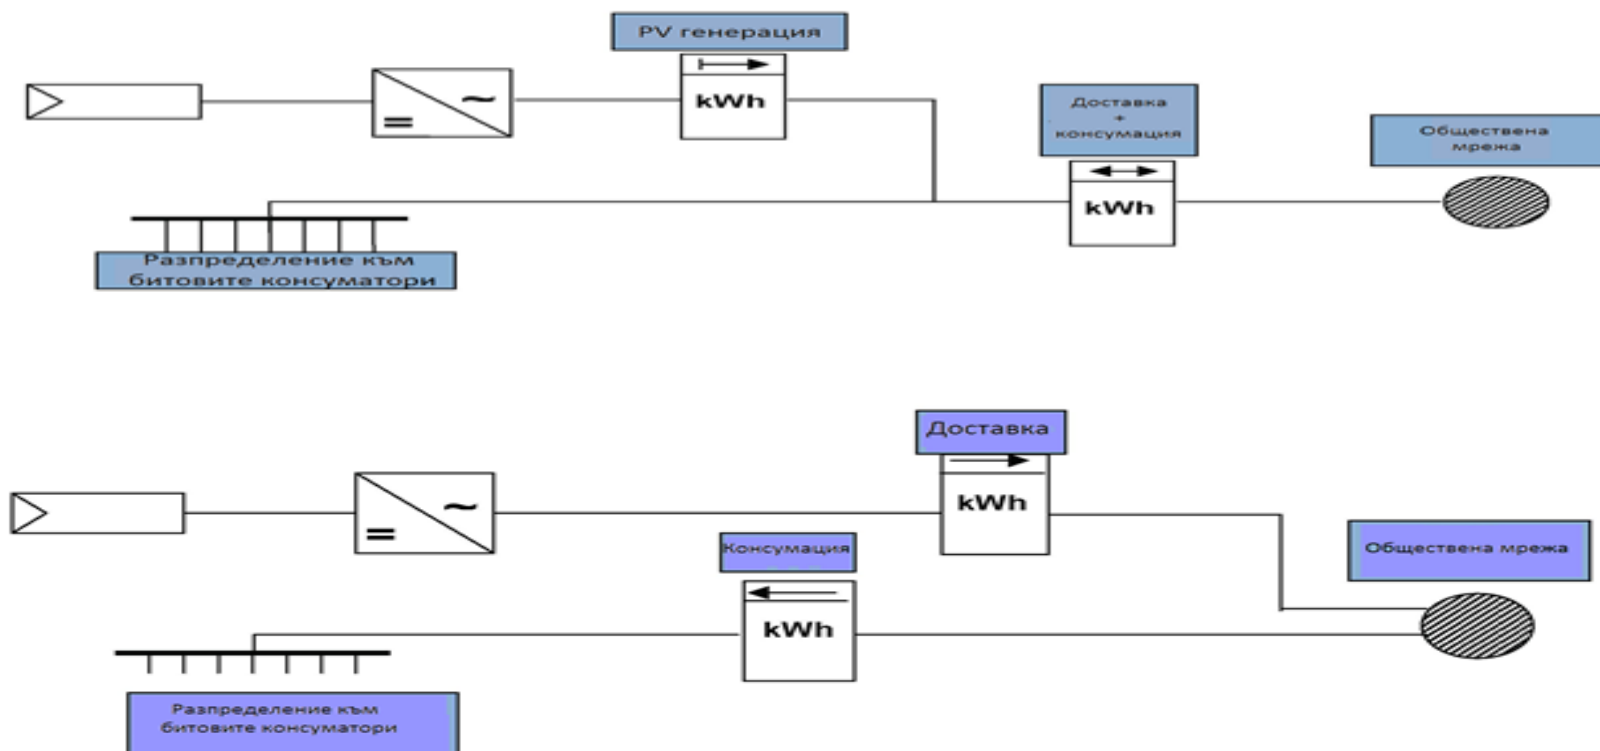 PV генерация
kWh
Доставка
+
консумация
kWh
Обществена
мрежа
Разпределение към
битовите консуматори
Доставка
kWh
Консумация
kWh
Обществена мрежа
Разпределение към
битовите консуматори